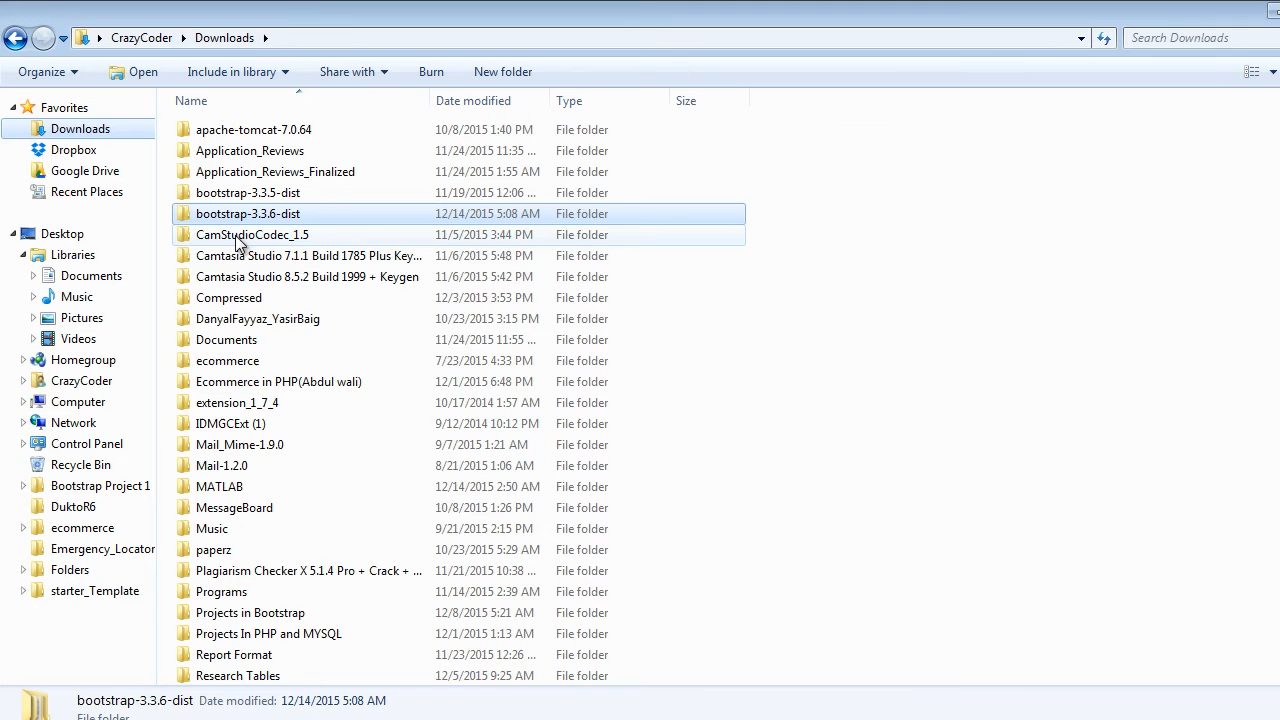 CrazyCoder Downloads Search Downloads
Organize Open Include in library Share with Burn New folder
Name Date modified Type Size
Favorites
Downloads
Dropbox
Google Drive
Recent Places
Desktop
Libraries
Documents
Music
Pictures
Videos
Homegroup
CrazyCoder
Computer
Network
Control Panel
Recycle Bin
Bootstrap Project 1
DuktoR6
ecommerce
Emergency_Locator
Folders
starter_Template
apache-tomcat-7.0.64 10/8/2015 1:40 PM File folder
Application_Reviews 11/24/2015 11:35 ... File folder
Application_Reviews_Finalized 11/24/2015 1:55 AM File folder
bootstrap-3.3.5-dist 11/19/2015 12:06 ... File folder
bootstrap-3.3.6-dist 12/14/2015 5:08 AM File folder
CamStudioCodec_1.5 11/5/2015 3:44 PM File folder
Camtasia Studio 7.1.1 Build 1785 Plus Key... 11/6/2015 5:48 PM File folder
Camtasia Studio 8.5.2 Build 1999 + Keygen 11/6/2015 5:42 PM File folder
Compressed 12/3/2015 3:53 PM File folder
DanyalFayyaz_YasirBaig 10/23/2015 3:15 PM File folder
Documents 11/24/2015 11:55 ... File folder
ecommerce 7/23/2015 4:33 PM File folder
Ecommerce in PHP(Abdul wali) 12/1/2015 6:48 PM File folder
extension_1_7_4 10/17/2014 1:57 AM File folder
IDMGCExt (1) 9/12/2014 10:12 PM File folder
Mail_Mime-1.9.0 9/7/2015 1:21 AM File folder
Mail-1.2.0 8/21/2015 1:06 AM File folder
MATLAB 12/14/2015 2:50 AM File folder
MessageBoard 10/8/2015 1:26 PM File folder
Music 9/21/2015 2:15 PM File folder
paperz 10/23/2015 5:29 AM File folder
Plagiarism Checker X 5.1.4 Pro + Crack + ... 11/21/2015 10:38 ... File folder
Programs 11/14/2015 2:39 AM File folder
Projects in Bootstrap 12/8/2015 5:21 AM File folder
Projects In PHP and MYSQL 12/1/2015 1:13 AM File folder
Report Format 11/23/2015 12:26 ... File folder
Research Tables 12/5/2015 9:25 AM File folder
bootstrap-3.3.6-dist Date modified: 12/14/2015 5:08 AM
File folder